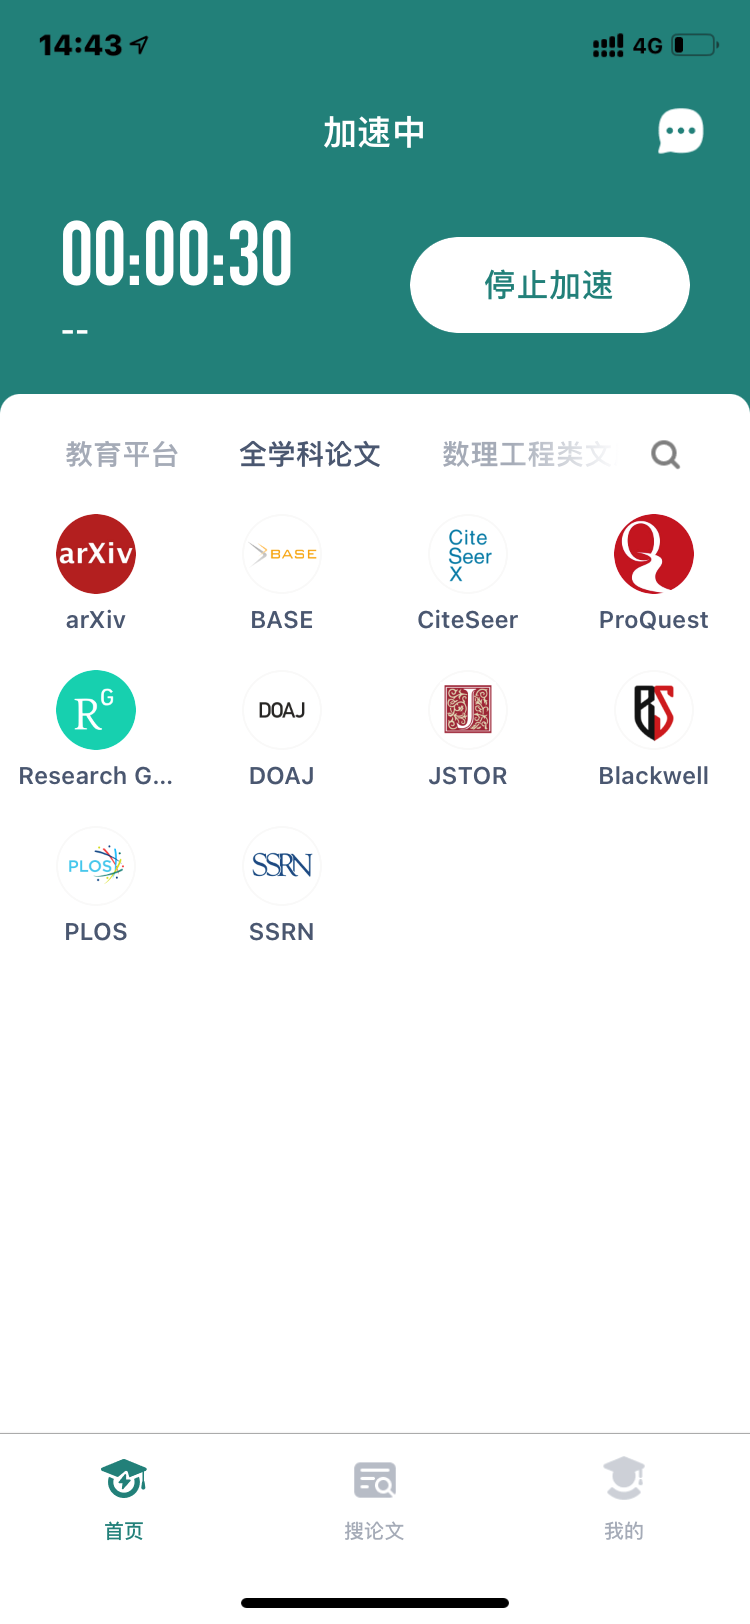 14:43
4G
加速中
00:00:30
--
停止加速
教育平台
全学科论文
数理工程类文
arXiv
BASE
Cite
Seer
X
arXiv
BASE
CiteSeer
ProQuest
RG
DOAJ
J
BS
Research G...
DOAJ
JSTOR
Blackwell
PLOS
SSRN
PLOS
SSRN
首页
搜论文
我的